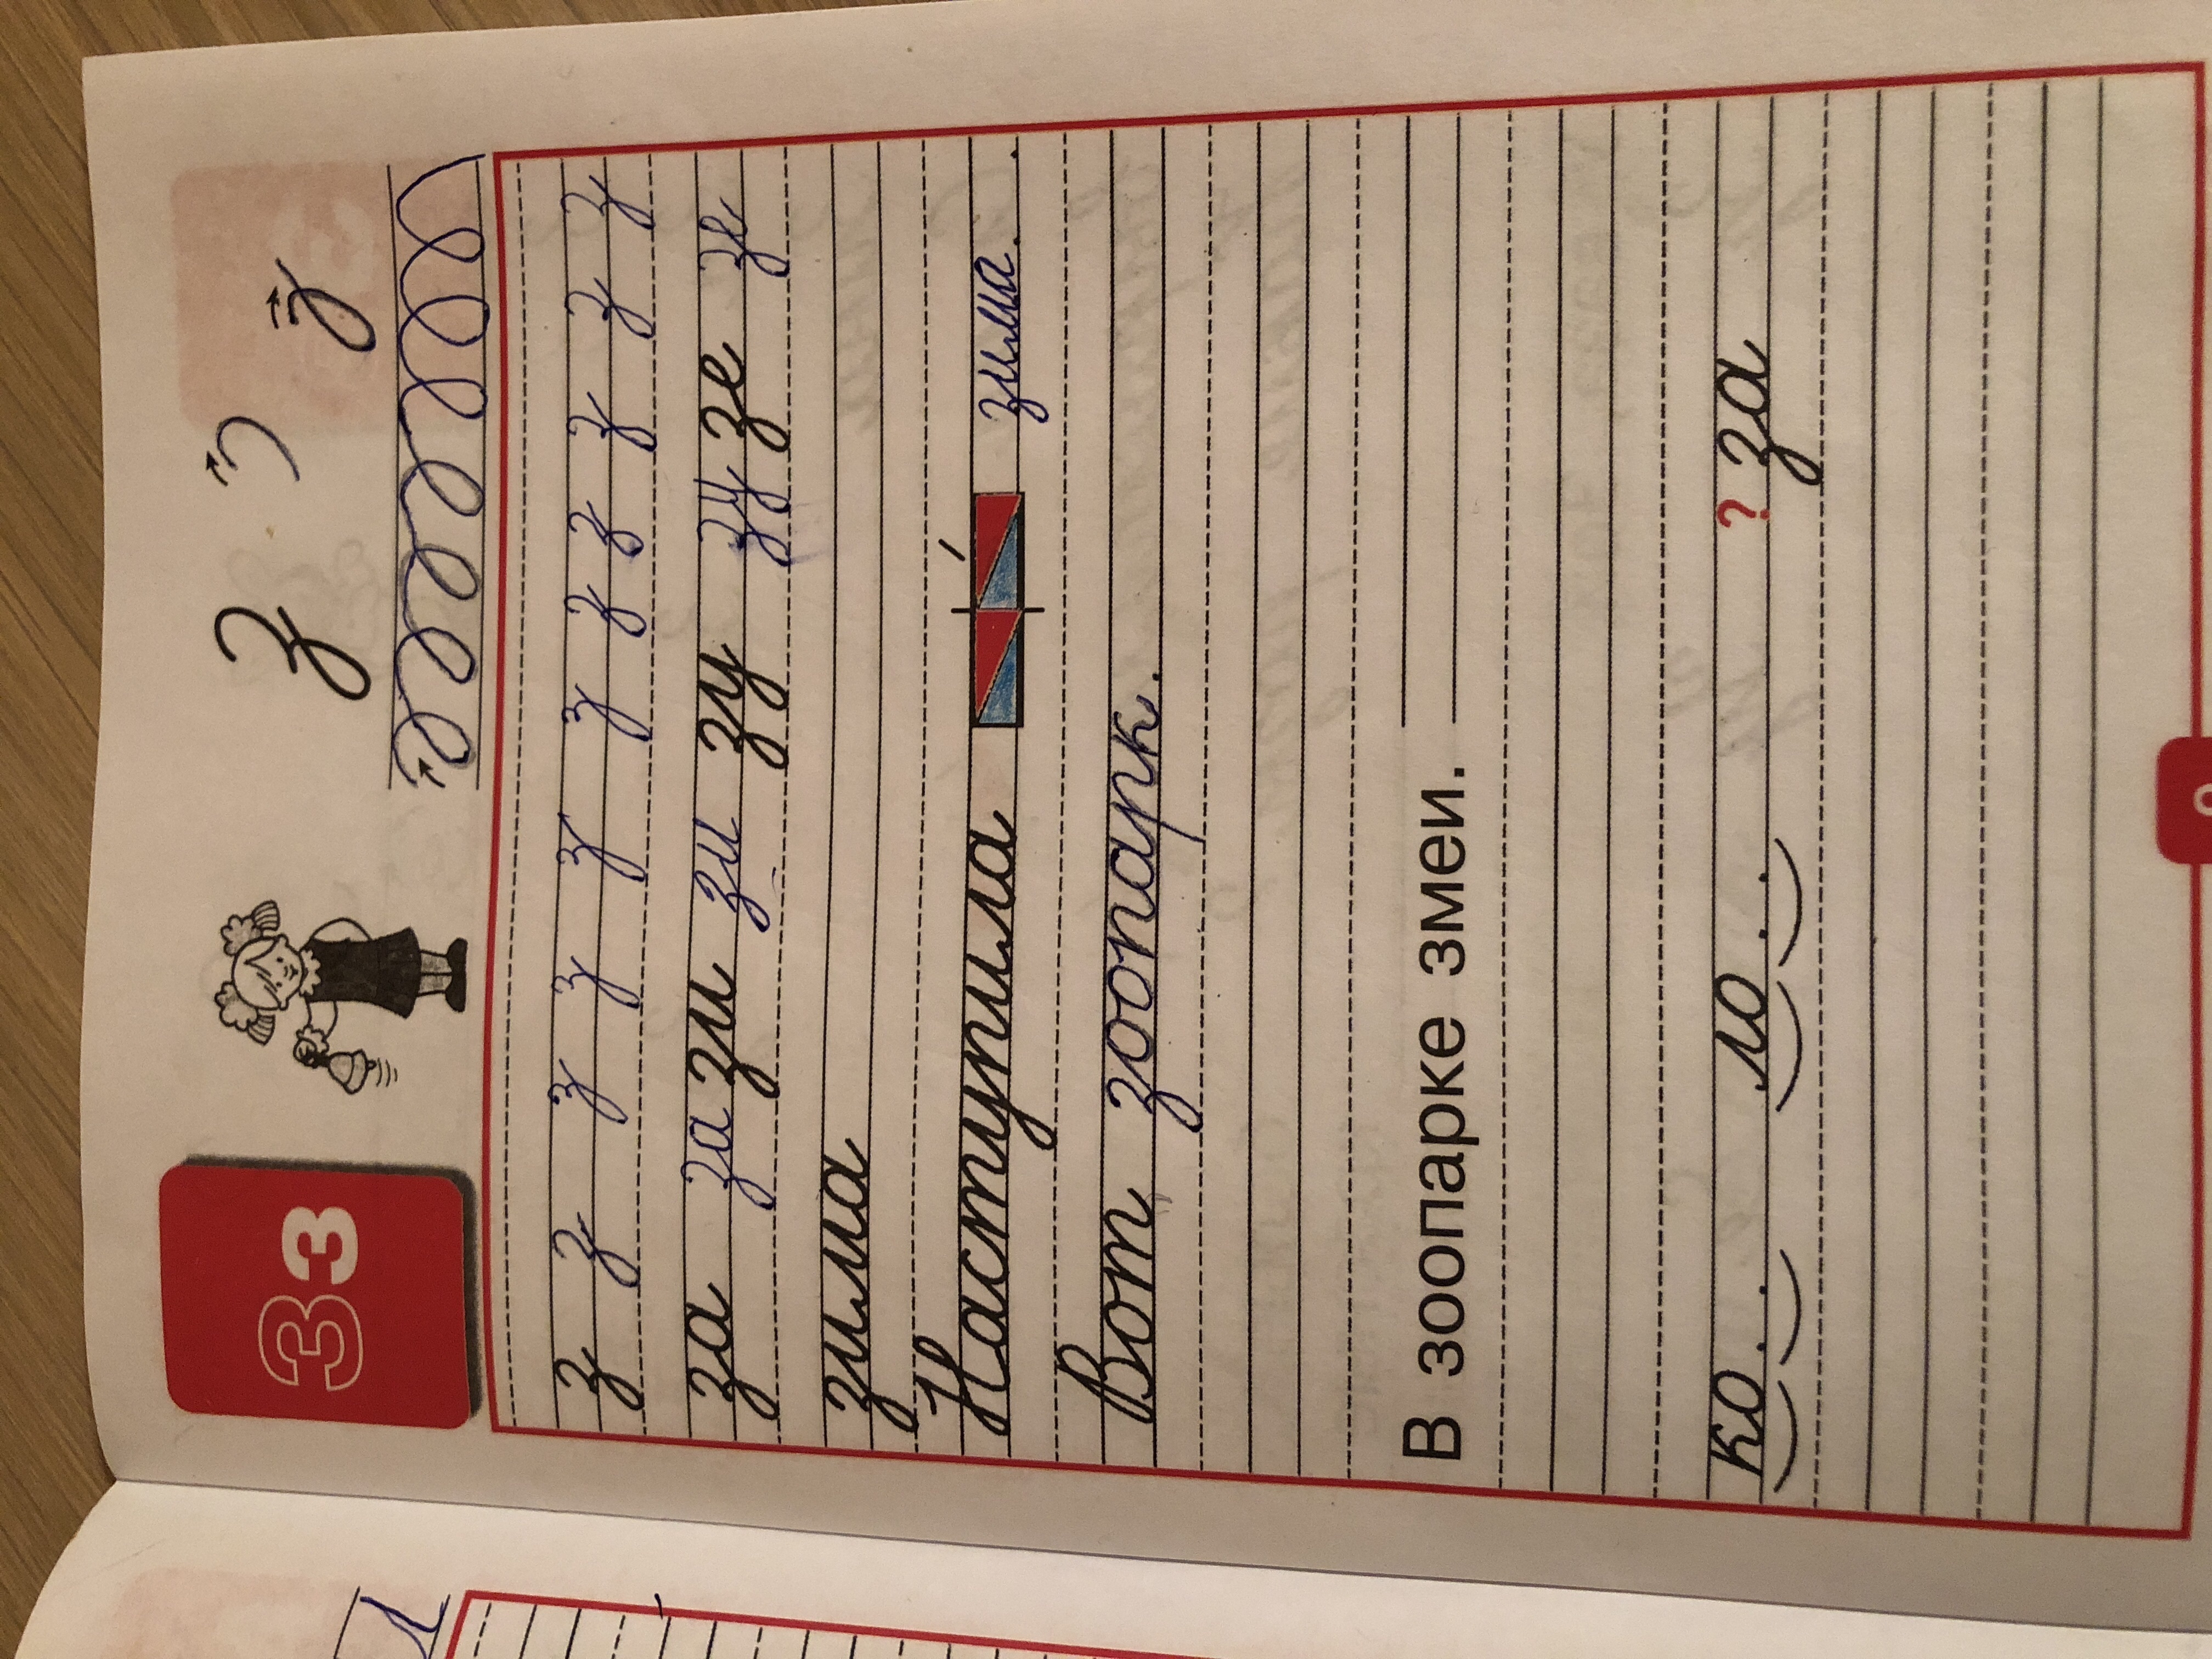 Зз
з
з з з з з з з з з з з
за за зи зи зу зу зе зе
зима
Наступила зима. .
Вот зоопарк.
В зоопарке змеи.
ко . . ло . . ? за